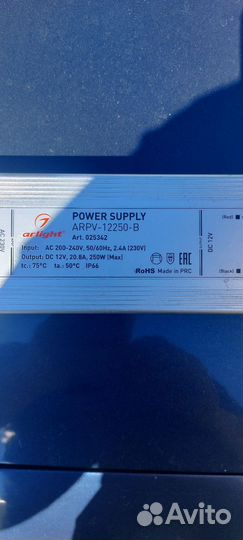 POWER SUPPLY
ARPV-12250-B
Art. 025342
arlight
Input: AC 200-240V, 50/60Hz, 2.4A (230V)
Output: DC 12V, 20.8A, 250W (Max)
tc.: 75°C ta.: 50°C IP66
RoHS Made in PRC
EAC
AC 230V
DC 12V
(Red)
(Black)
Avito